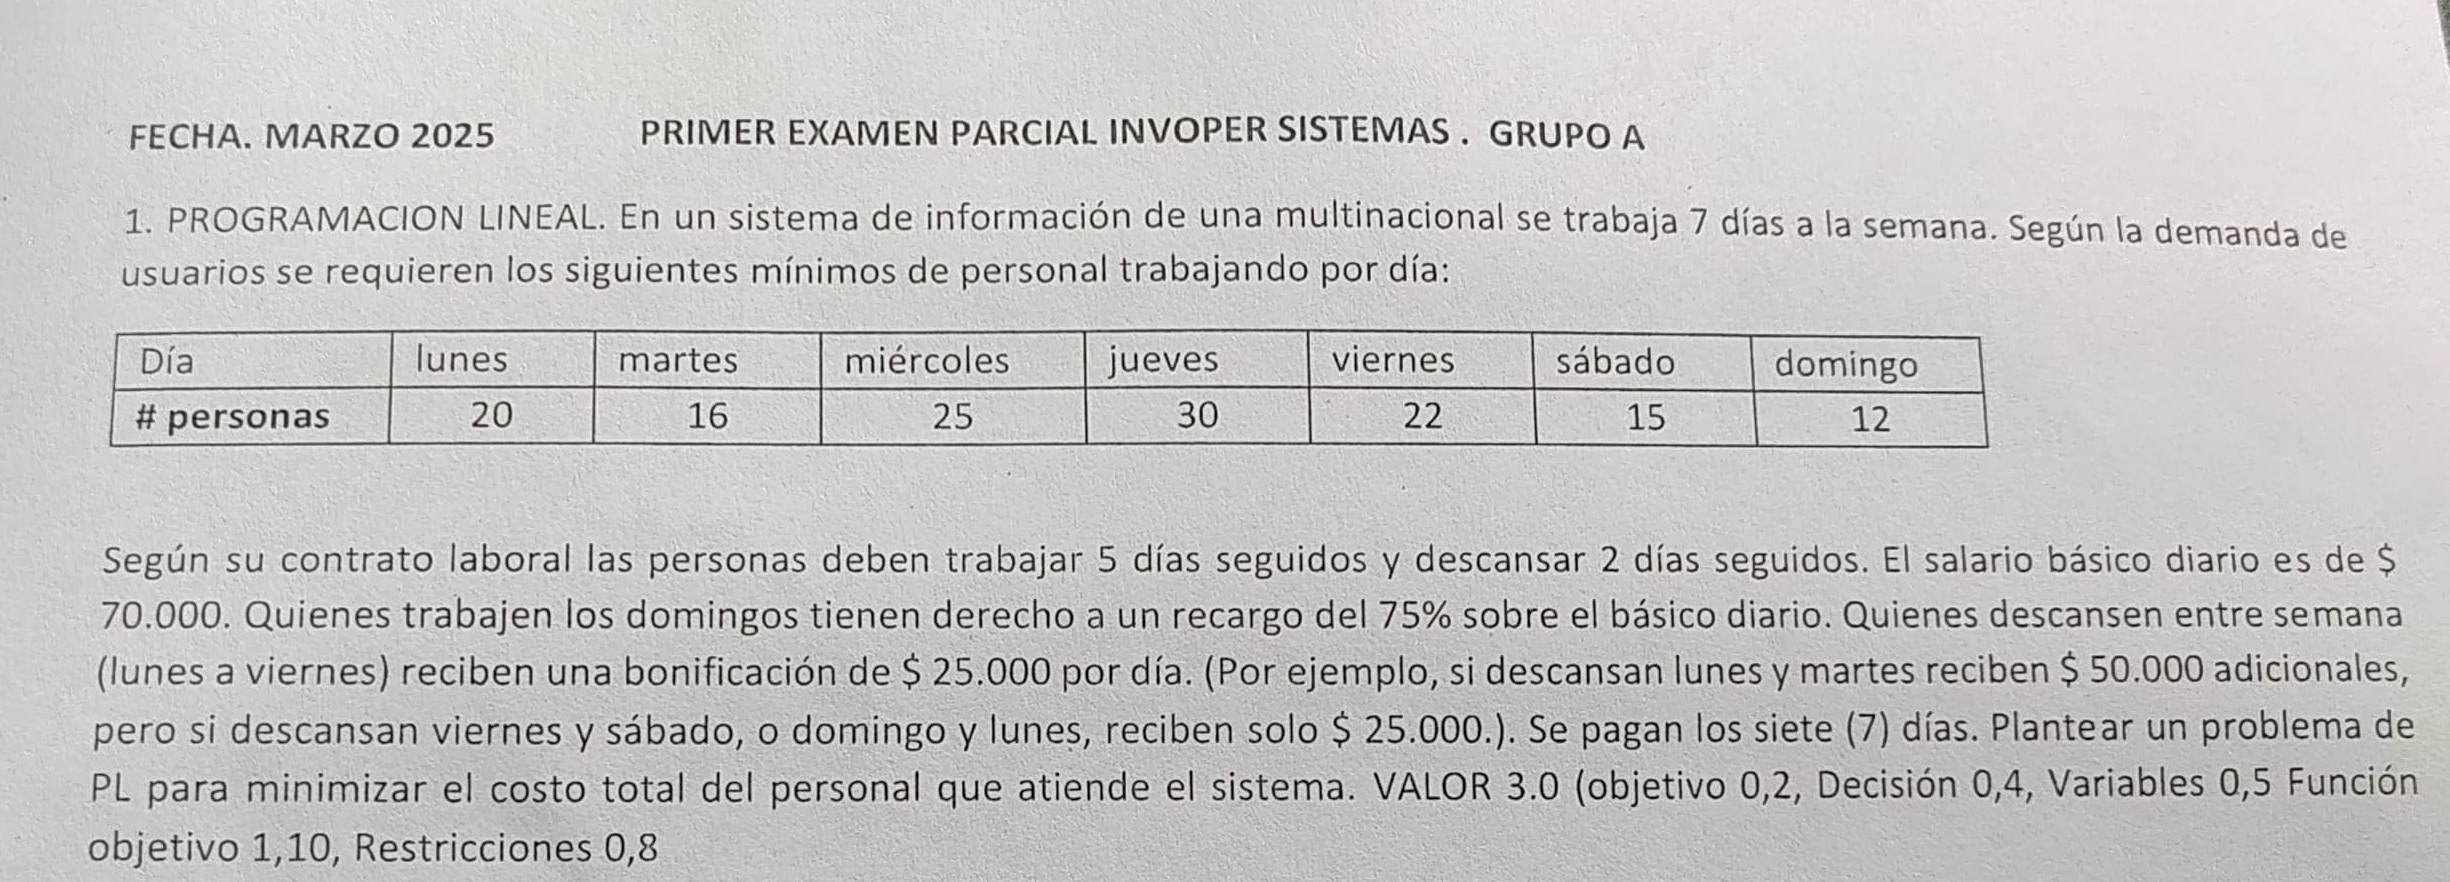 FECHA. MARZO 2025 PRIMER EXAMEN PARCIAL INVOPER SISTEMAS . GRUPO A
1. PROGRAMACION LINEAL. En un sistema de información de una multinacional se trabaja 7 días a la semana. Según la demanda de
usuarios se requieren los siguientes mínimos de personal trabajando por día:
Día lunes martes miércoles jueves viernes sábado domingo
# personas 20 16 25 30 22 15 12
Según su contrato laboral las personas deben trabajar 5 días seguidos y descansar 2 días seguidos. El salario básico diario es de $
70.000. Quienes trabajen los domingos tienen derecho a un recargo del 75% sobre el básico diario. Quienes descansen entre semana
(lunes a viernes) reciben una bonificación de $ 25.000 por día. (Por ejemplo, si descansan lunes y martes reciben $ 50.000 adicionales,
pero si descansan viernes y sábado, o domingo y lunes, reciben solo $ 25.000.). Se pagan los siete (7) días. Plantear un problema de
PL para minimizar el costo total del personal que atiende el sistema. VALOR 3.0 (objetivo 0,2, Decisión 0,4, Variables 0,5 Función
objetivo 1,10, Restricciones 0,8